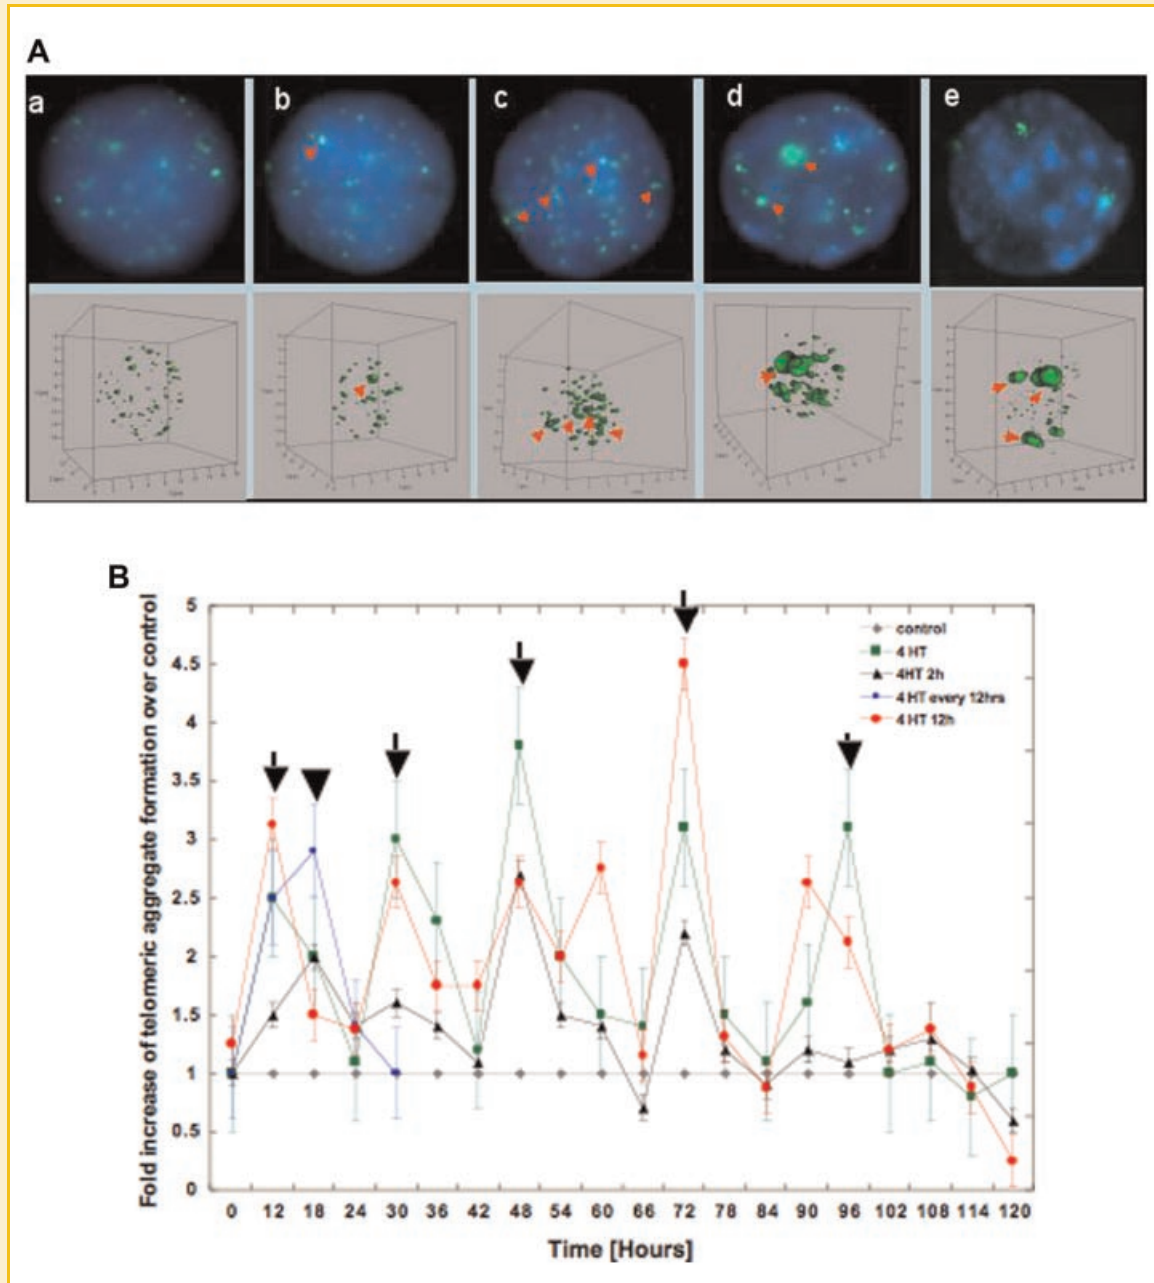 A
a b c d e
B
Fold increase of telomeric aggregate formation over control
5
4.5
4
3.5
3
2.5
2
1.5
1
0.5
0
control
4 HT
4HT 2h
4 HT every 12hrs
4 HT 12h
0 12 18 24 30 36 42 48 54 60 66 72 78 84 90 96 102 108 114 120
Time [Hours]